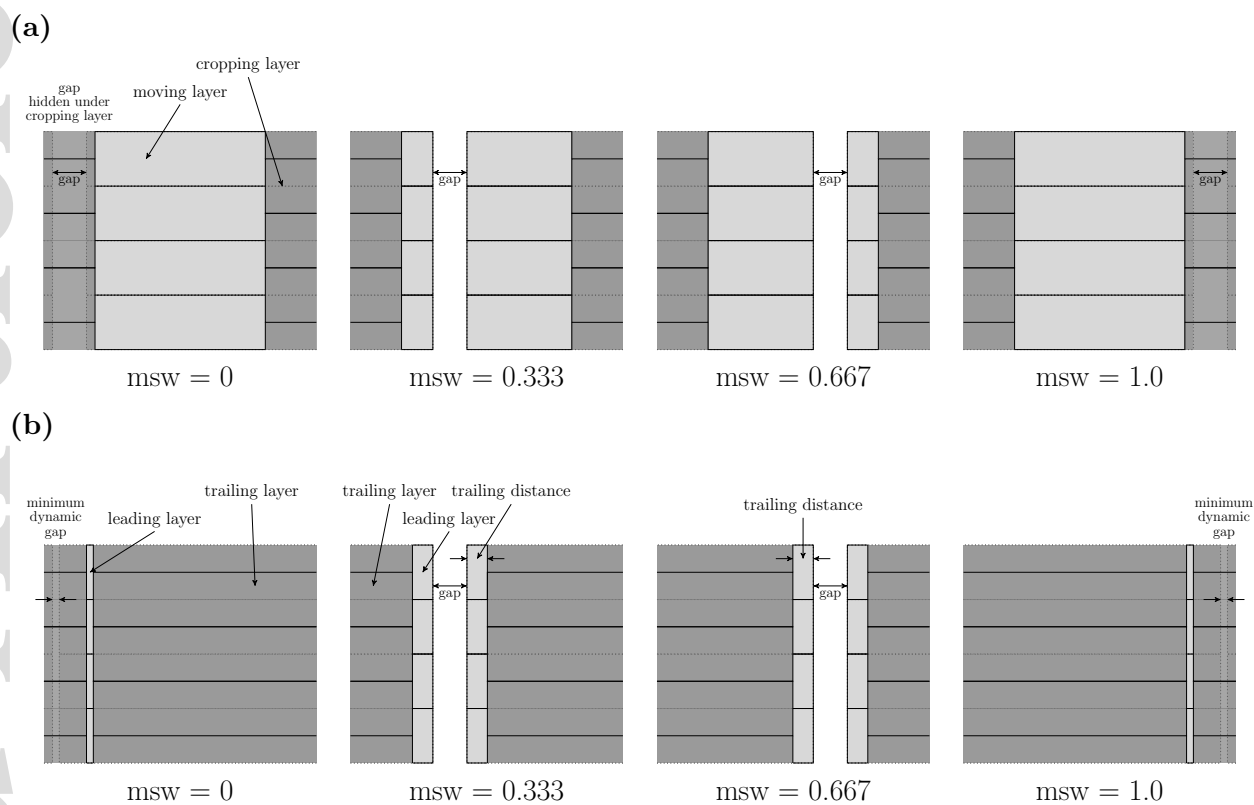 (a)
cropping layer
gap
hidden under
cropping layer
moving layer
gap
gap
gap
gap
msw = 0
msw = 0.333
msw = 0.667
msw = 1.0
(b)
minimum
dynamic
gap
trailing layer
leading layer
trailing layer
trailing distance
leading layer
trailing distance
minimum
dynamic
gap
gap
gap
msw = 0
msw = 0.333
msw = 0.667
msw = 1.0